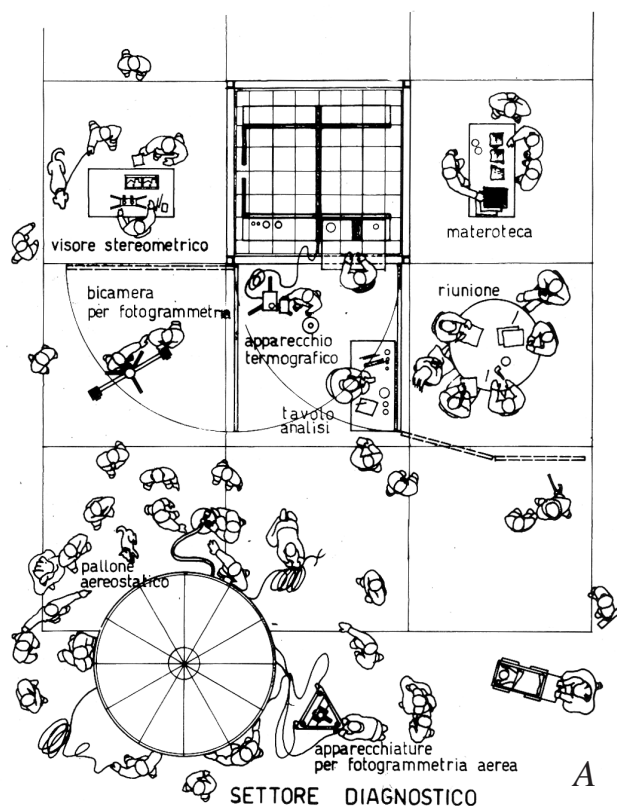 visore stereometrico
materoteca
bicamera
per fotogrammetria
riunione
apparecchio
termografico
tavolo
analisi
pallone
aereostatico
apparecchiature
per fotogrammetria aerea
SETTORE DIAGNOSTICO
A